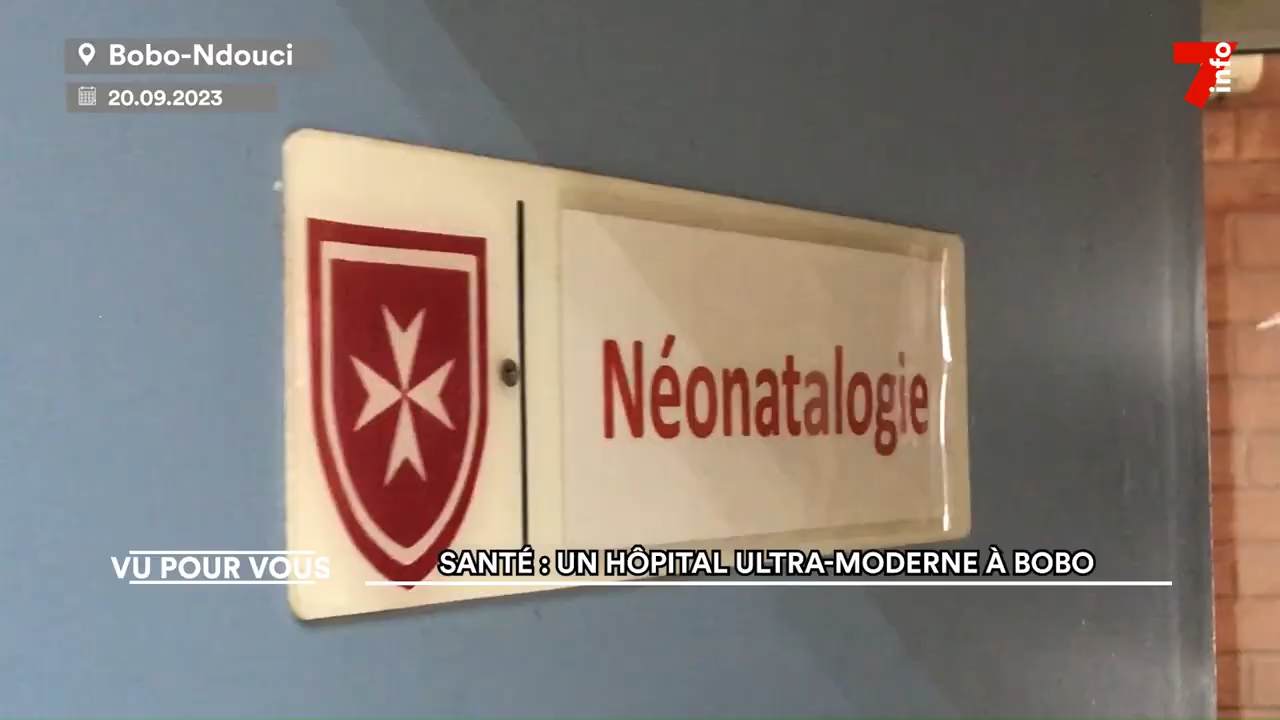 Bobo-Ndouci
20.09.2023
7info
Néonatalogie
VU POUR VOUS
SANTÉ : UN HÔPITAL ULTRA-MODERNE À BOBO